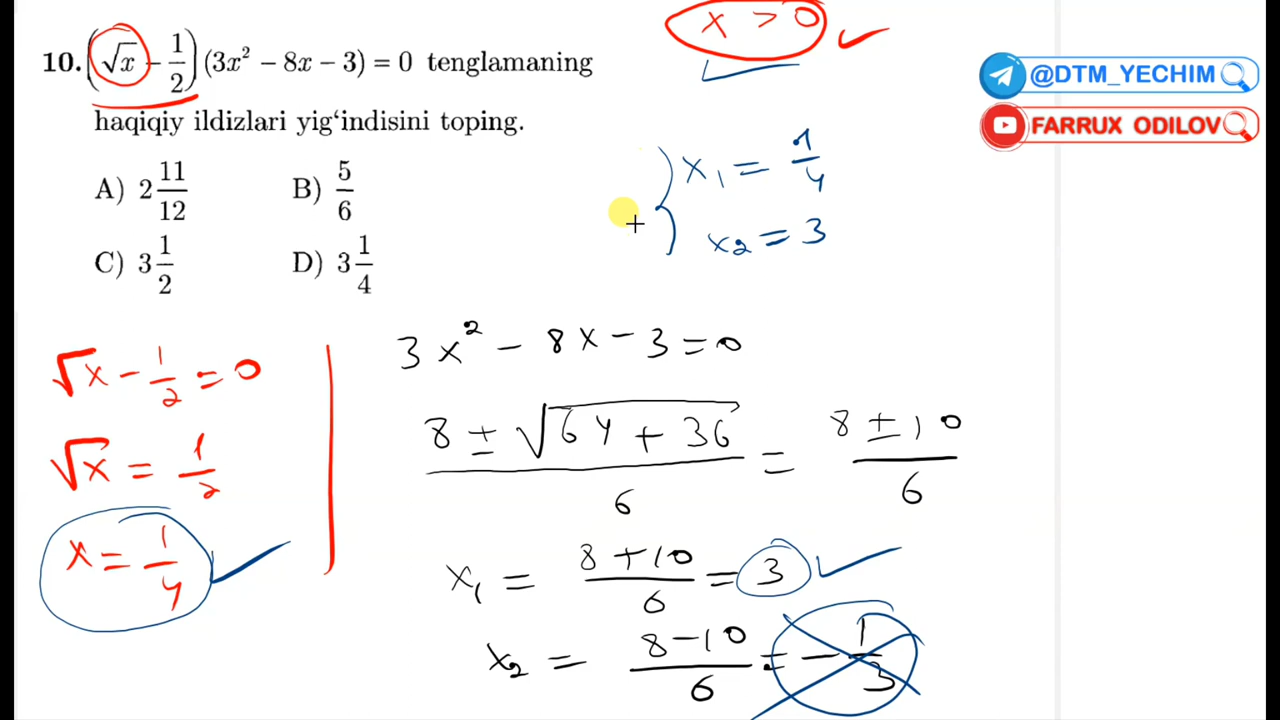 x > 0
10. (√x − 1/2)(3x² − 8x − 3) = 0 tenglamaning
haqiqiy ildizlari yig‘indisini toping.
A) 2 11/12 B) 5/6
C) 3 1/2 D) 3 1/4
@DTM_YECHIM
FARRUX ODILOV
x₁ = 1/4
x₂ = 3
√x − 1/2 = 0
√x = 1/2
x = 1/4
3x² − 8x − 3 = 0
(8 ± √(64 + 36))/6 = (8 ± 10)/6
x₁ = (8 + 10)/6 = 3
x₂ = (8 − 10)/6 = − 1/3